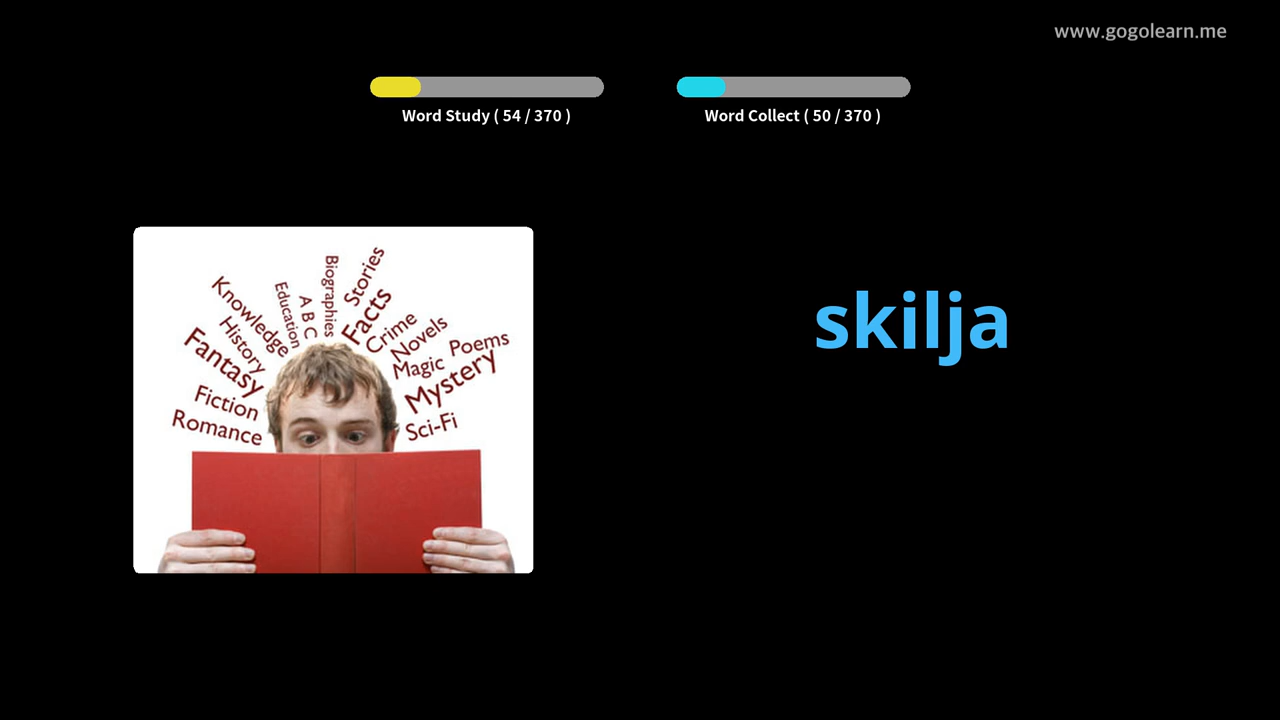 www.gogolearn.me
Word Study ( 54 / 370 )
Word Collect ( 50 / 370 )
skilja
Biographies
Stories
Education
A B C
Facts
Knowledge
Crime
History
Novels
Fantasy
Magic
Poems
Mystery
Fiction
Romance
Sci-Fi